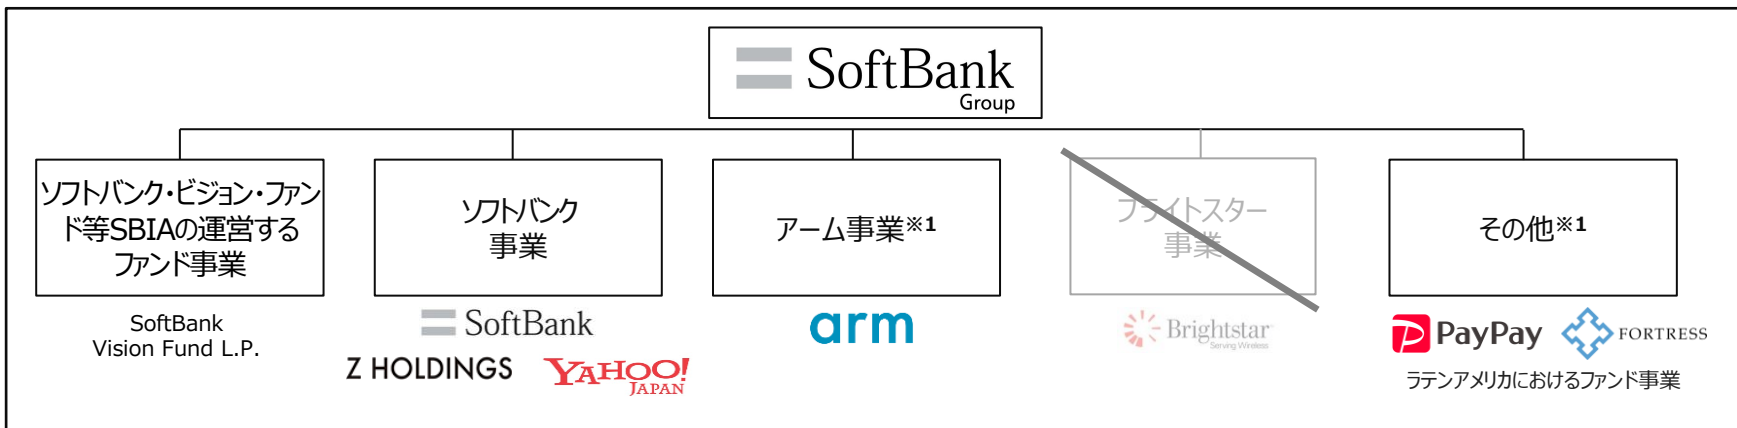 SoftBank
Group
ソフトバンク・ビジョン・ファン
ド等SBIAの運営する
ファンド事業
ソフトバンク
事業
アーム事業※1
ブライトスター
事業
その他※1
SoftBank
Vision Fund L.P.
SoftBank
Z HOLDINGS
YAHOO!
JAPAN
arm
Brightstar
Serving Wireless
PayPay
FORTRESS
ラテンアメリカにおけるファンド事業